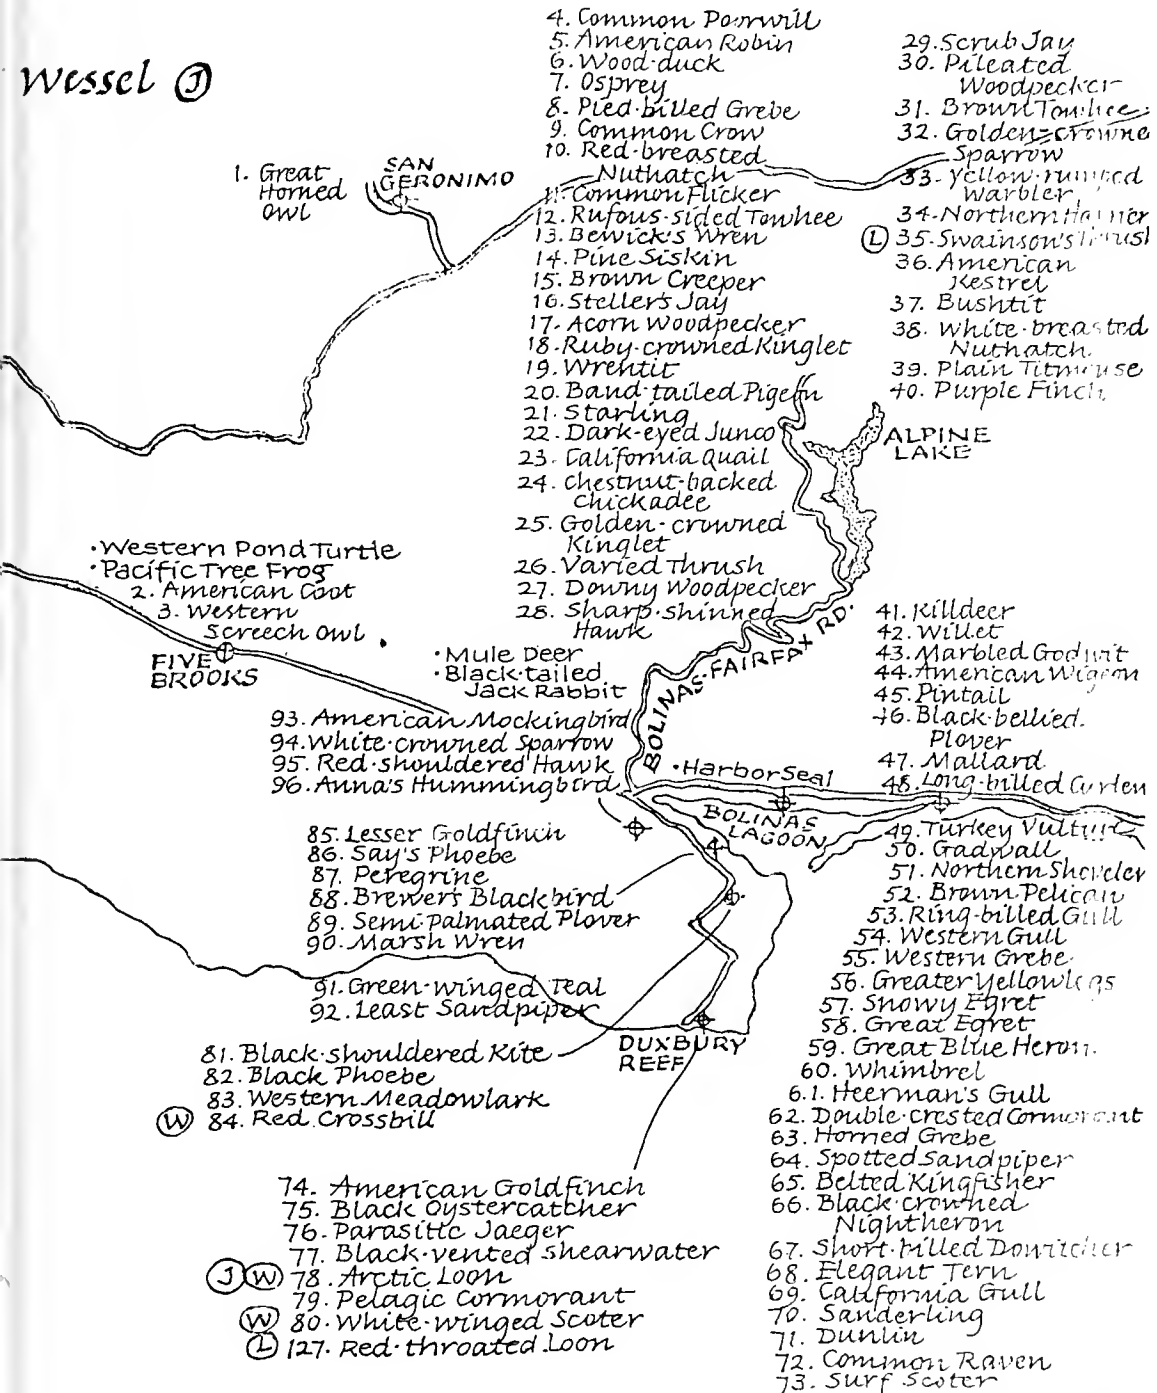 Wessel (J)
1. Great
Horned
Owl
SAN
GERONIMO
4. Common Poorwill
5. American Robin
6. Wood-duck
7. Osprey
8. Pied-billed Grebe
9. Common Crow
10. Red-breasted
Nuthatch
11. Common Flicker
12. Rufous-sided Towhee
13. Bewick's Wren
14. Pine Siskin
15. Brown Creeper
16. Steller's Jay
17. Acorn Woodpecker
18. Ruby-crowned Kinglet
19. Wrentit
20. Band-tailed Pigeon
21. Starling
22. Dark-eyed Junco
23. California Quail
24. Chestnut-backed
Chickadee
25. Golden-crowned
Kinglet
26. Varied Thrush
27. Downy Woodpecker
28. Sharp-shinned
Hawk
29. Scrub Jay
30. Pileated
Woodpecker
31. Brown Towhee
32. Golden-crowne
Sparrow
33. Yellow-rumped
Warbler
34. Northern Harrier
(L) 35. Swainson's Thrush
36. American
Kestrel
37. Bushtit
38. White-breasted
Nuthatch
39. Plain Titmouse
40. Purple Finch
ALPINE
LAKE
•Western Pond Turtle
•Pacific Tree Frog
2. American Coot
3. Western
Screech Owl
FIVE
BROOKS
•Mule Deer
•Black-tailed
Jack Rabbit
BOLINAS-FAIRFAX RD.
93. American Mockingbird
94. White-crowned Sparrow
95. Red-shouldered Hawk
96. Anna's Hummingbird
•Harbor Seal
BOLINAS
LAGOON
41. Killdeer
42. Willet
43. Marbled Godwit
44. American Wigeon
45. Pintail
46. Black-bellied
Plover
47. Mallard
48. Long-billed Curlew
49. Turkey Vulture
50. Gadwall
51. Northern Shoveler
52. Brown Pelican
53. Ring-billed Gull
54. Western Gull
55. Western Grebe
56. Greater Yellowlegs
57. Snowy Egret
58. Great Egret
59. Great Blue Heron
60. Whimbrel
61. Heerman's Gull
62. Double-crested Cormorant
63. Horned Grebe
64. Spotted Sandpiper
65. Belted Kingfisher
66. Black-crowned
Nightheron
67. Short-billed Dowitcher
68. Elegant Tern
69. California Gull
70. Sanderling
71. Dunlin
72. Common Raven
73. Surf Scoter
85. Lesser Goldfinch
86. Say's Phoebe
87. Peregrine
88. Brewer's Blackbird
89. Semi-Palmated Plover
90. Marsh Wren
91. Green-winged Teal
92. Least Sandpiper
DUXBURY
REEF
81. Black-shouldered Kite
82. Black Phoebe
83. Western Meadowlark
(W) 84. Red Crossbill
74. American Goldfinch
75. Black Oystercatcher
76. Parasitic Jaeger
77. Black-vented Shearwater
(J) (W) 78. Arctic Loon
79. Pelagic Cormorant
(W) 80. White-winged Scoter
(L) 127. Red-throated Loon